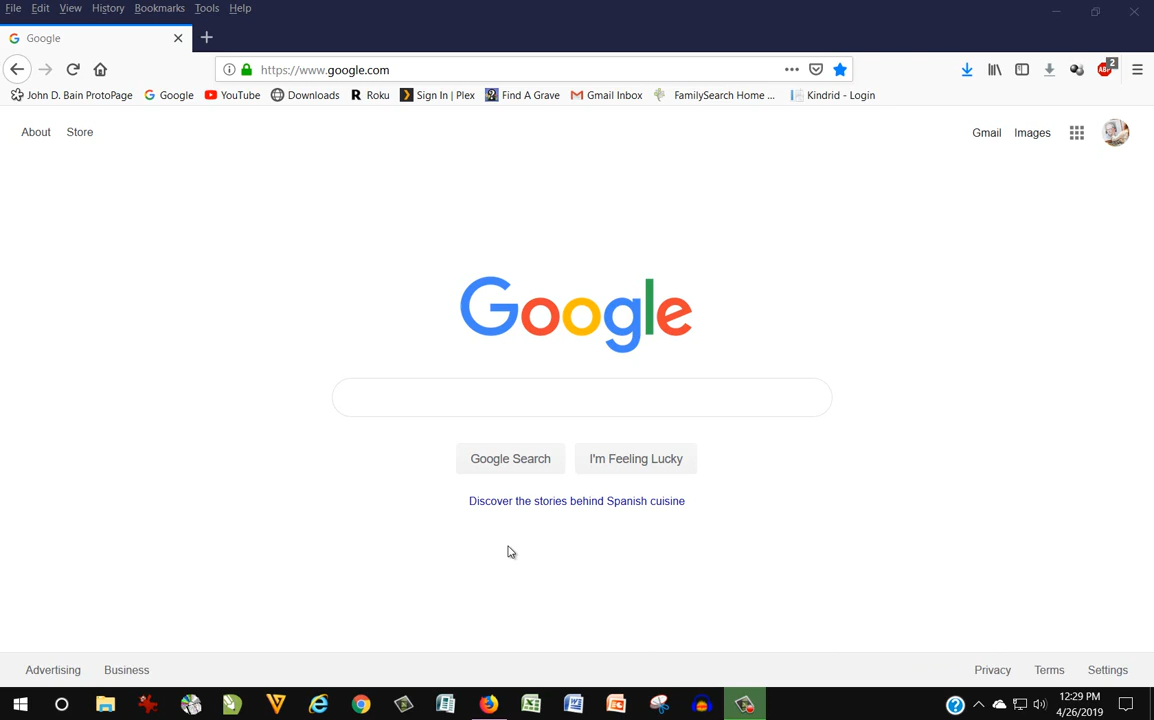 File Edit View History Bookmarks Tools Help
Google
https://www.google.com
ABP 2
John D. Bain ProtoPage Google YouTube Downloads R Roku Sign In | Plex Find A Grave Gmail Inbox FamilySearch Home ... Kindrid - Login
About Store Gmail Images
Google
Google Search I'm Feeling Lucky
Discover the stories behind Spanish cuisine
Advertising Business Privacy Terms Settings
12:29 PM
4/26/2019